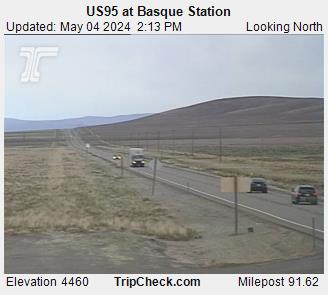 US95 at Basque Station
Updated: May 04 2024 2:13 PM Looking North
Elevation 4460 TripCheck.com Milepost 91.62